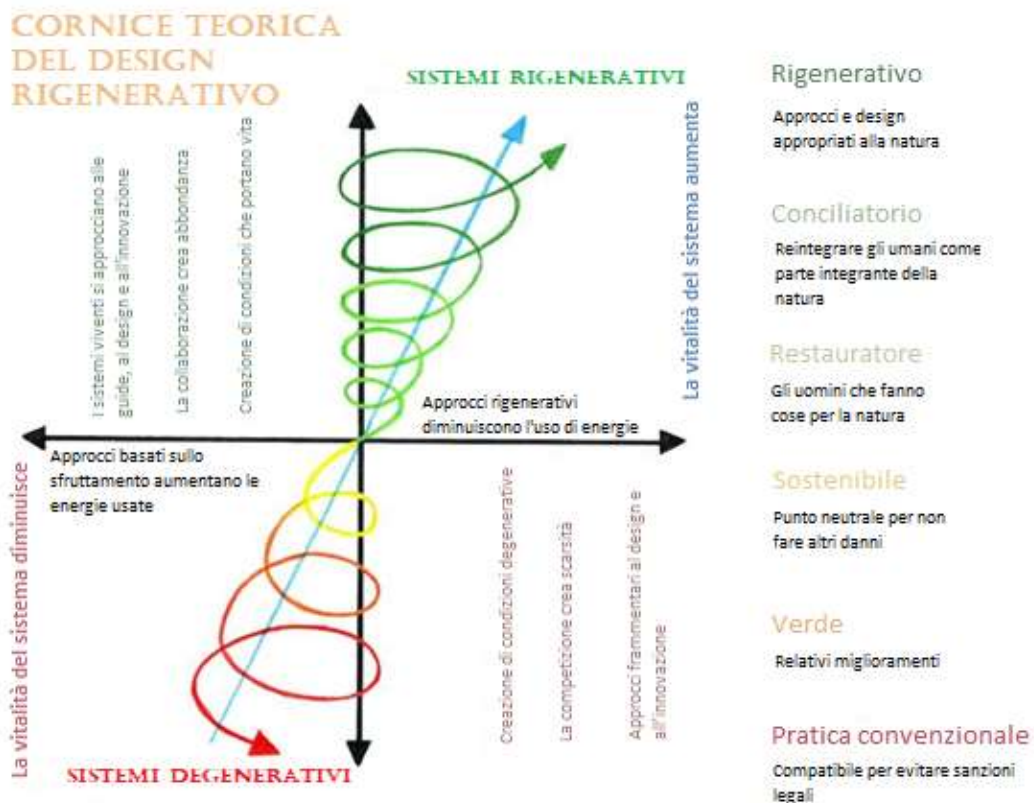 CORNICE TEORICA
DEL DESIGN
RIGENERATIVO
SISTEMI RIGENERATIVI
I sistemi viventi si approcciano alle
guide, al design e all'innovazione
La collaborazione crea abbondanza
Creazione di condizioni che portano vita
La vitalità del sistema aumenta
Approcci rigenerativi
diminuiscono l'uso di energie
Approcci basati sullo
sfruttamento aumentano le
energie usate
La vitalità del sistema diminuisce
Creazione di condizioni degenerative
La competizione crea scarsità
Approcci frammentari al design e
all'innovazione
SISTEMI DEGENERATIVI
Rigenerativo
Approcci e design
appropriati alla natura
Conciliatorio
Reintegrare gli umani come
parte integrante della
natura
Restauratore
Gli uomini che fanno
cose per la natura
Sostenibile
Punto neutrale per non
fare altri danni
Verde
Relativi miglioramenti
Pratica convenzionale
Compatibile per evitare sanzioni
legali